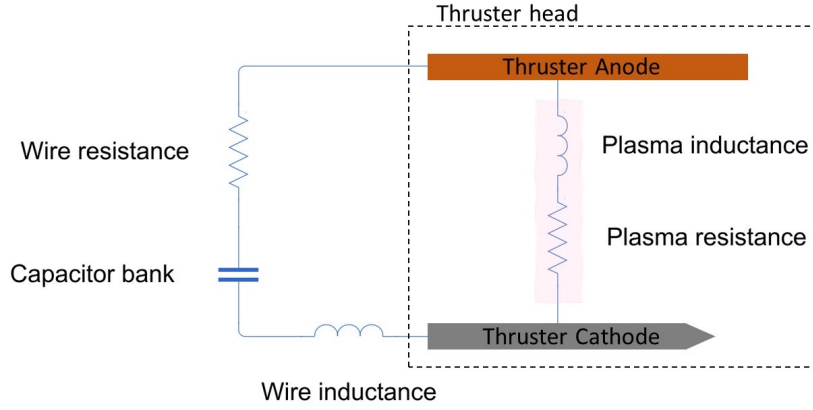 Thruster head
Thruster Anode
Wire resistance
Plasma inductance
Plasma resistance
Capacitor bank
Thruster Cathode
Wire inductance